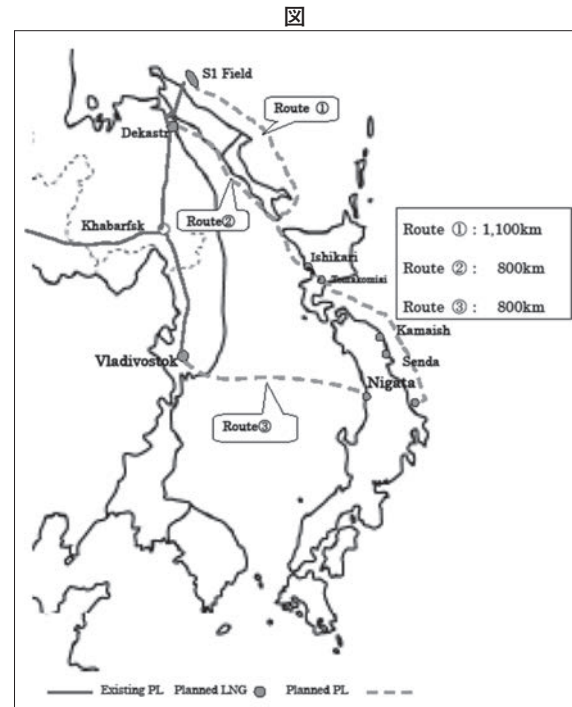 図
S1 Field
Route ①
Dekastr
Route②
Khabarfsk
Route ① : 1,100km
Route ② : 800km
Route ③ : 800km
Ishikari
Kamaish
Senda
Vladivostok
Nigata
Route③
Existing PL Planned LNG Planned PL